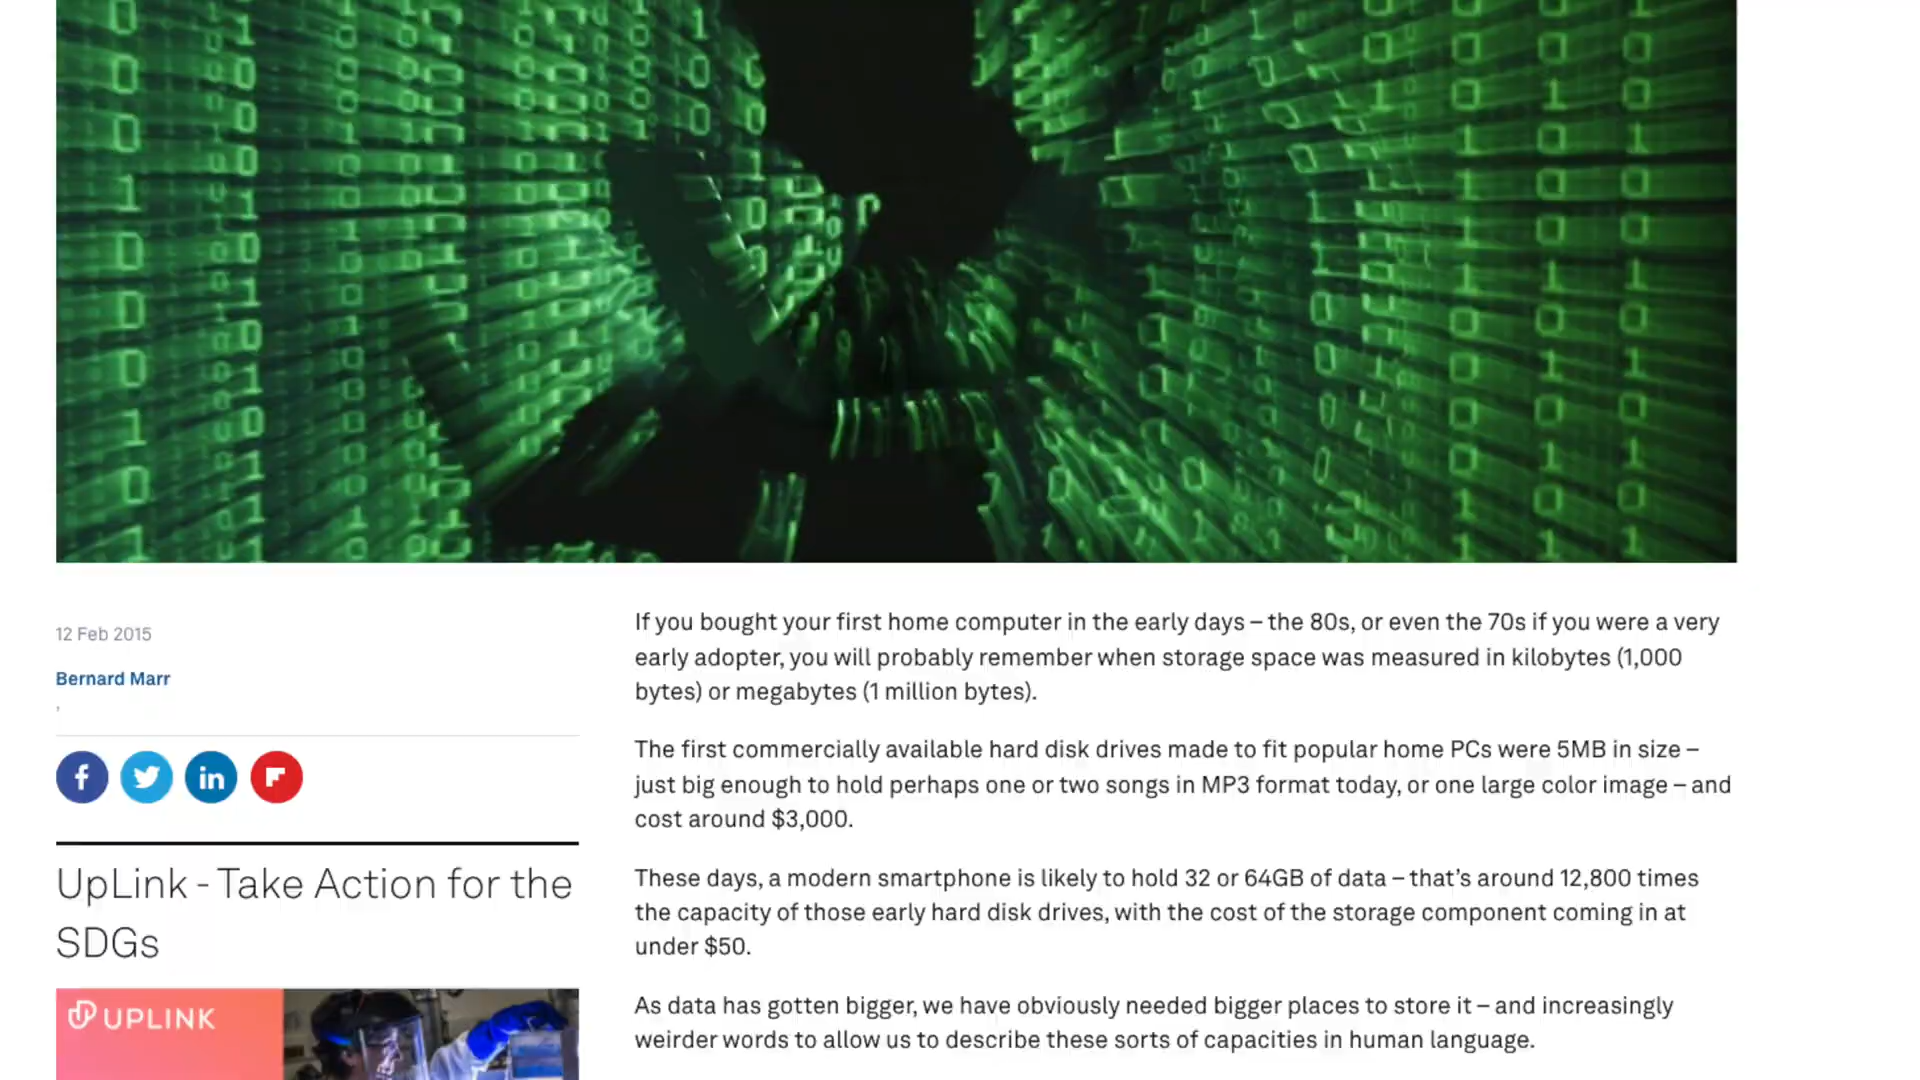 12 Feb 2015
Bernard Marr
,
UpLink - Take Action for the
SDGs
UPLINK
If you bought your first home computer in the early days – the 80s, or even the 70s if you were a very
early adopter, you will probably remember when storage space was measured in kilobytes (1,000
bytes) or megabytes (1 million bytes).
The first commercially available hard disk drives made to fit popular home PCs were 5MB in size –
just big enough to hold perhaps one or two songs in MP3 format today, or one large color image – and
cost around $3,000.
These days, a modern smartphone is likely to hold 32 or 64GB of data – that's around 12,800 times
the capacity of those early hard disk drives, with the cost of the storage component coming in at
under $50.
As data has gotten bigger, we have obviously needed bigger places to store it – and increasingly
weirder words to allow us to describe these sorts of capacities in human language.